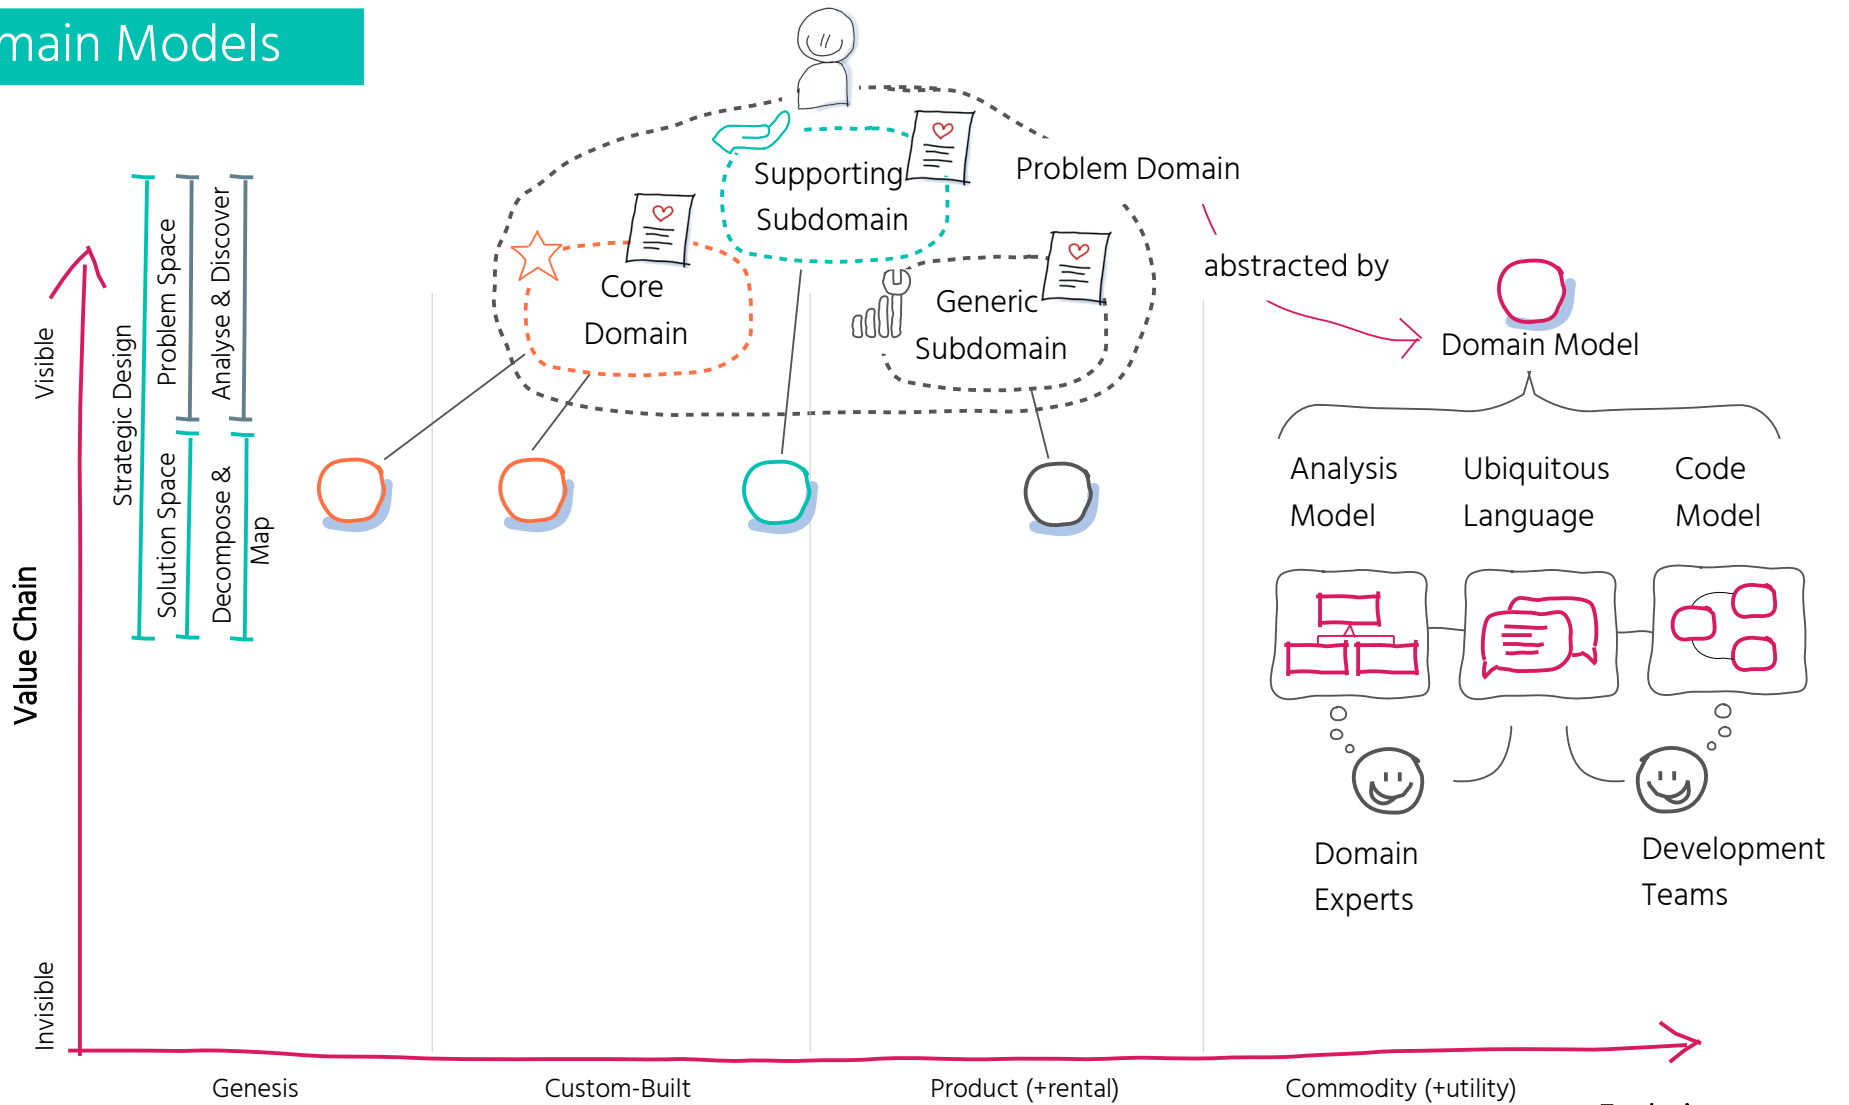 main Models
Supporting
Subdomain
Problem Domain
Core
Domain
Generic
Subdomain
abstracted by
Domain Model
Analysis
Model
Ubiquitous
Language
Code
Model
Domain
Experts
Development
Teams
Strategic Design
Problem Space
Analyse & Discover
Solution Space
Decompose &
Map
Visible
Value Chain
Invisible
Genesis
Custom-Built
Product (+rental)
Commodity (+utility)